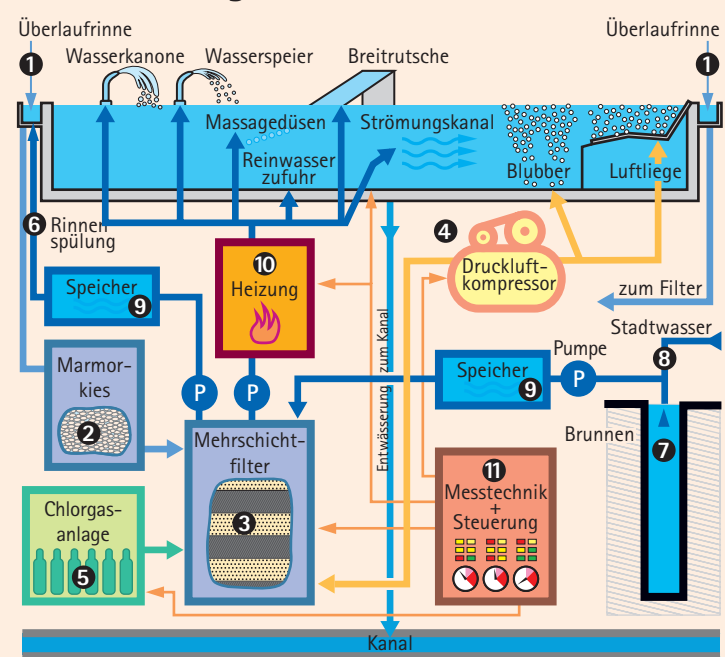 Überlaufrinne
Überlaufrinne
1
Wasserkanone
Wasserspeier
Breitrutsche
1
Massagedüsen
Strömungskanal
Reinwasser
zufuhr
Blubber
Luftliege
6 Rinnen
spülung
4
10
Heizung
Druckluft-
kompressor
Speicher
9
zum Filter
Stadtwasser
8
Marmor-
kies
2
P
P
Entwässerung zum Kanal
Speicher
9
Pumpe
P
Brunnen
7
Mehrschicht-
filter
3
11
Messtechnik
+
Steuerung
Chlorgas-
anlage
5
Kanal